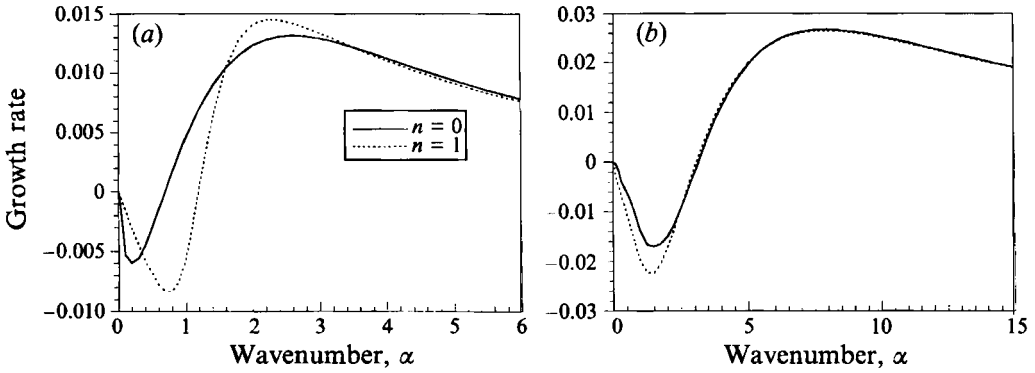 (a)
0.015
0.010
0.005
0
−0.005
−0.010
Growth rate
n = 0
n = 1
0 1 2 3 4 5 6
Wavenumber, α
(b)
0.03
0.02
0.01
0
−0.01
−0.02
−0.03
0 5 10 15
Wavenumber, α